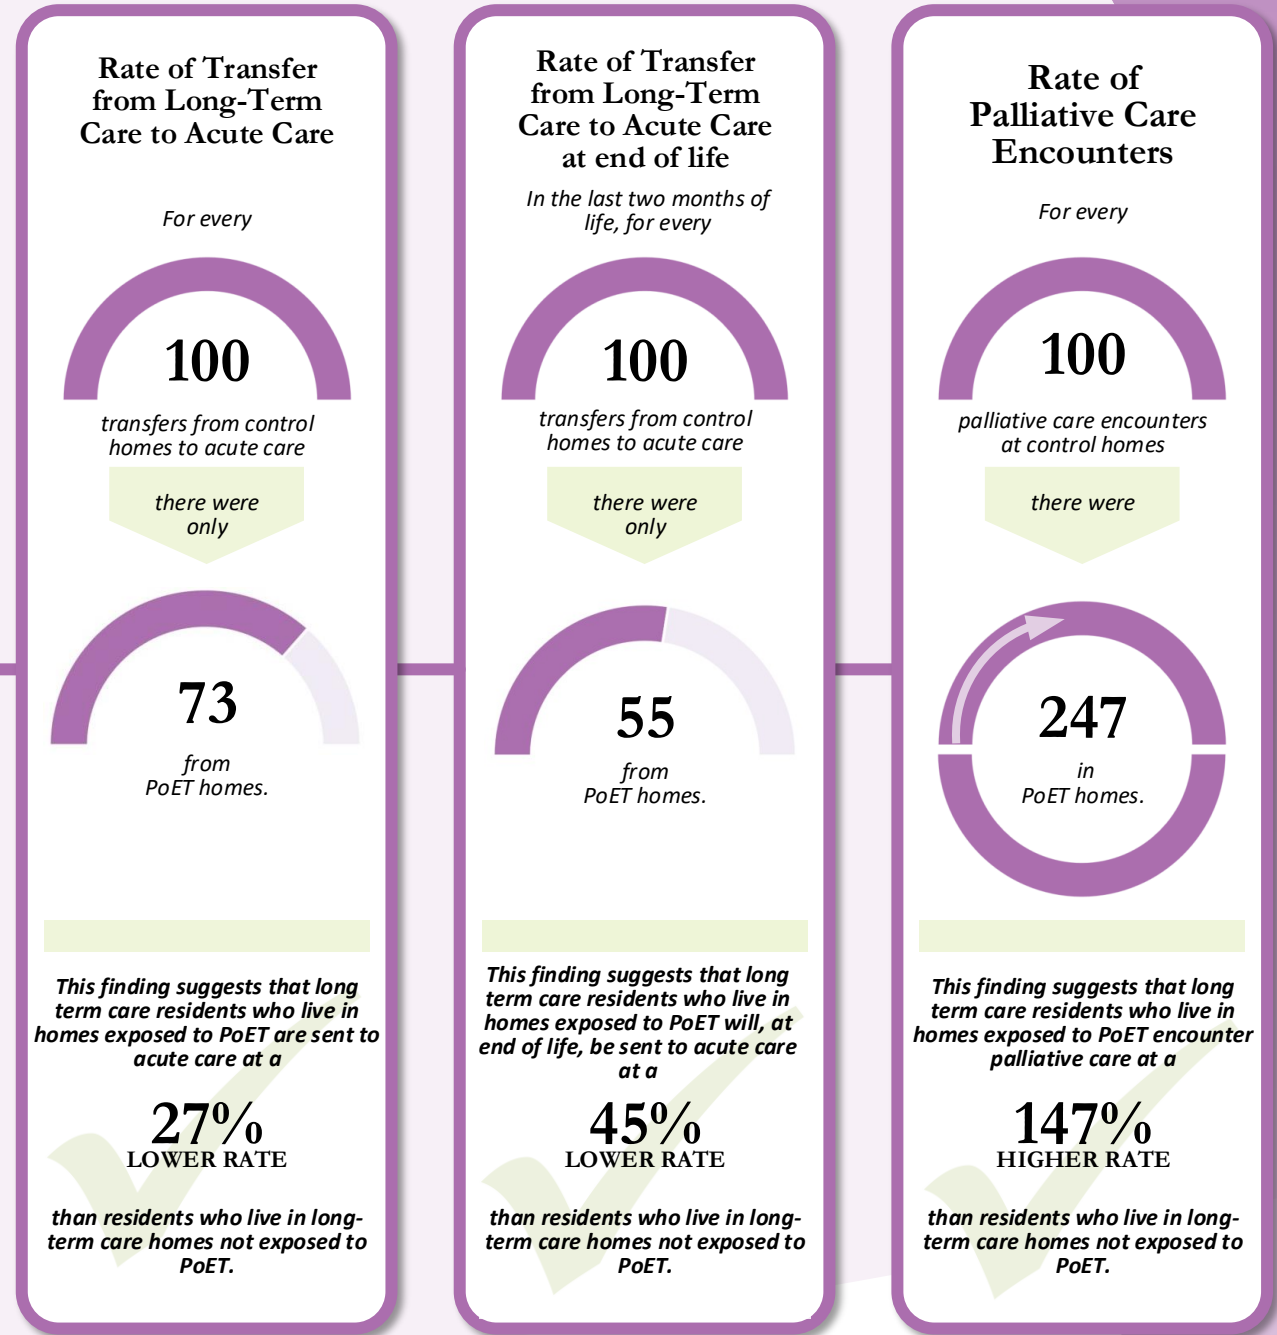 Rate of Transfer
from Long-Term
Care to Acute Care
For every
100
transfers from control
homes to acute care
there were
only
73
from
PoET homes.
This finding suggests that long
term care residents who live in
homes exposed to PoET are sent to
acute care at a
27%
LOWER RATE
than residents who live in long-
term care homes not exposed to
PoET.
Rate of Transfer
from Long-Term
Care to Acute Care
at end of life
In the last two months of
life, for every
100
transfers from control
homes to acute care
there were
only
55
from
PoET homes.
This finding suggests that long
term care residents who live in
homes exposed to PoET will, at
end of life, be sent to acute care
at a
45%
LOWER RATE
than residents who live in long-
term care homes not exposed to
PoET.
Rate of
Palliative Care
Encounters
For every
100
palliative care encounters
at control homes
there were
247
in
PoET homes.
This finding suggests that long
term care residents who live in
homes exposed to PoET encounter
palliative care at a
147%
HIGHER RATE
than residents who live in long-
term care homes not exposed to
PoET.